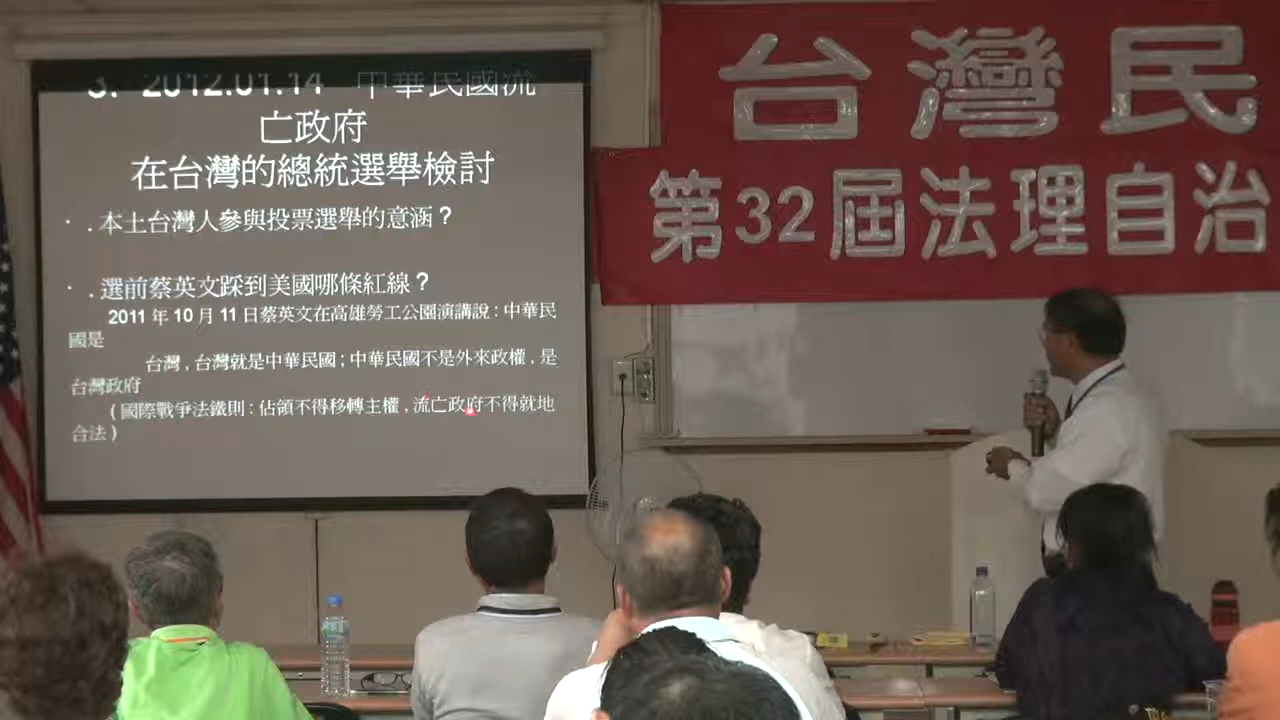 3. 2012.01.14 中華民國流
亡政府
在台灣的總統選舉檢討
· . 本土台灣人參與投票選舉的意涵?
· . 選前蔡英文踩到美國哪條紅線?
2011 年 10 月 11 日蔡英文在高雄勞工公園演講說:中華民
國是
台灣,台灣就是中華民國;中華民國不是外來政權,是
台灣政府
(國際戰爭法鐵則:佔領不得移轉主權,流亡政府不得就地
合法)
台灣民
第32屆法理自治